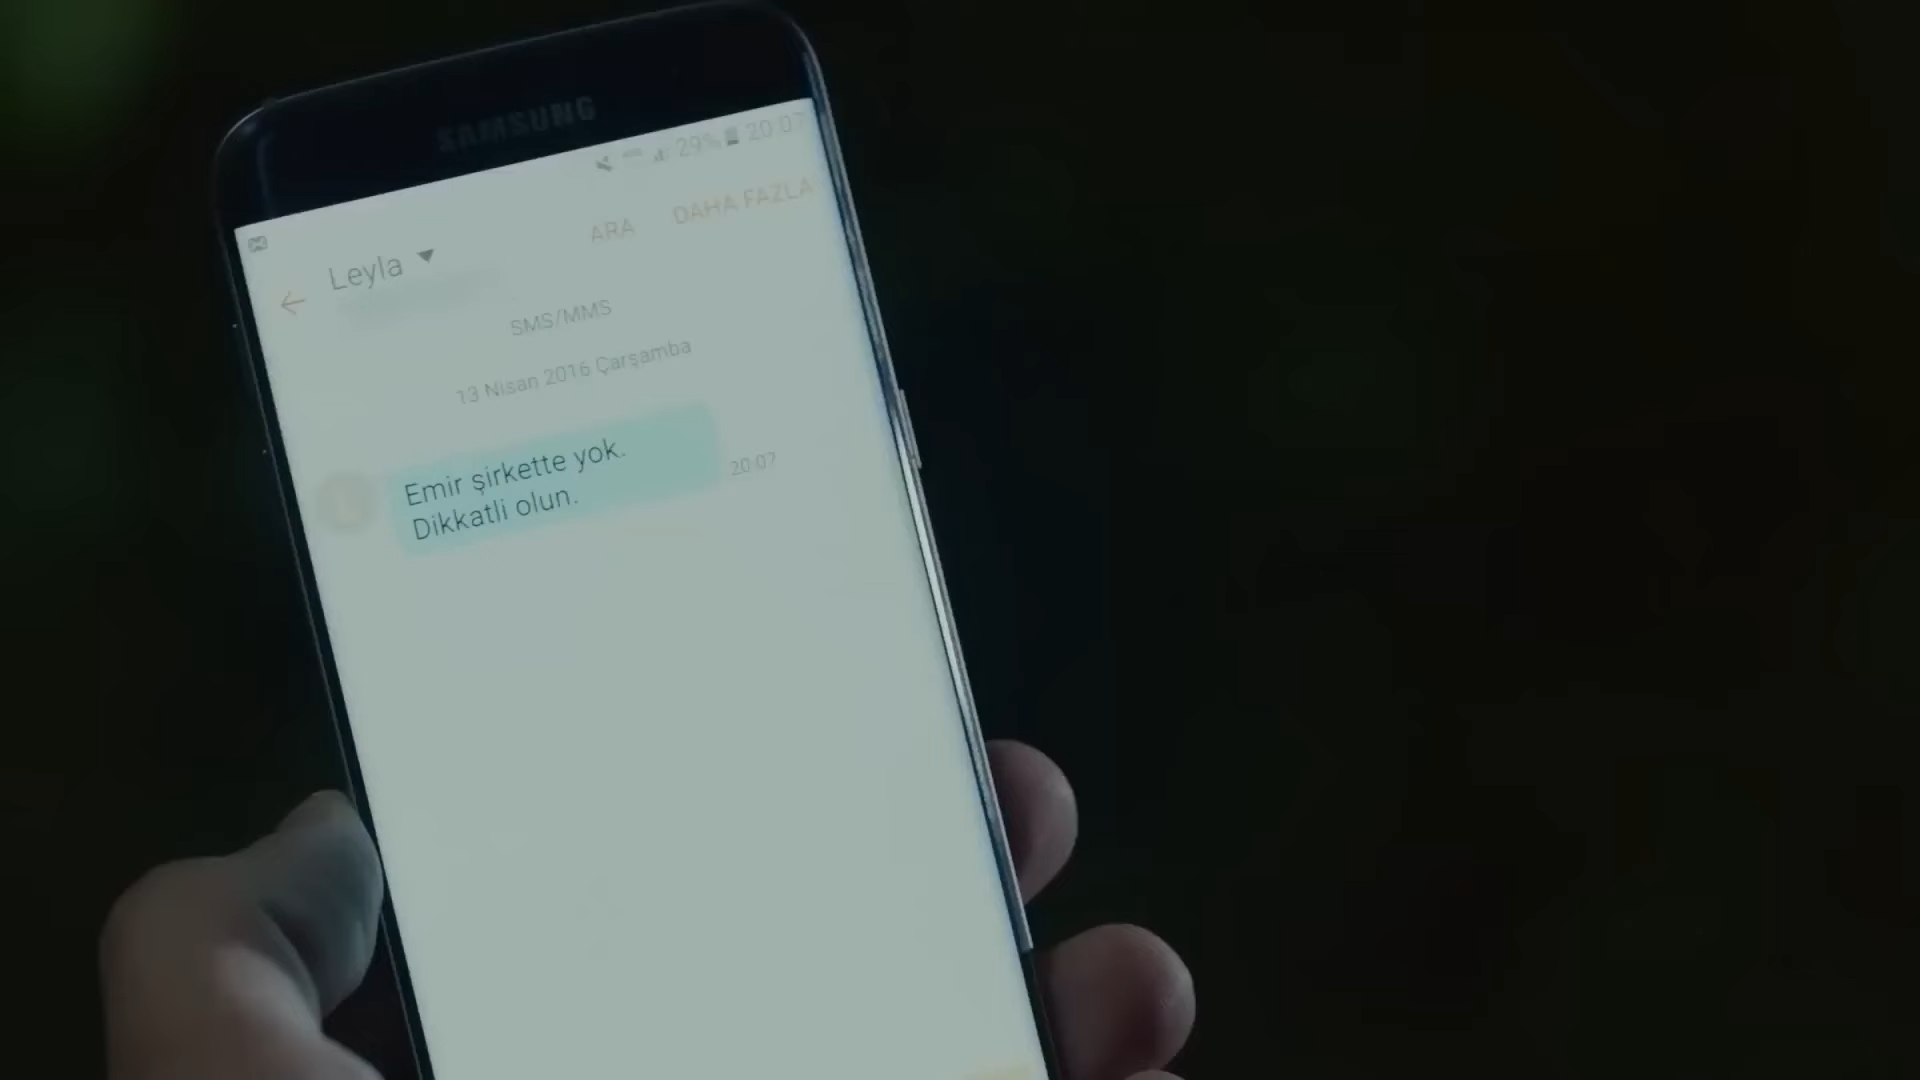 SAMSUNG
29% 20:07
ARA DAHA FAZLA
Leyla
SMS/MMS
13 Nisan 2016 Çarşamba
Emir şirkette yok.
Dikkatli olun.
20:07